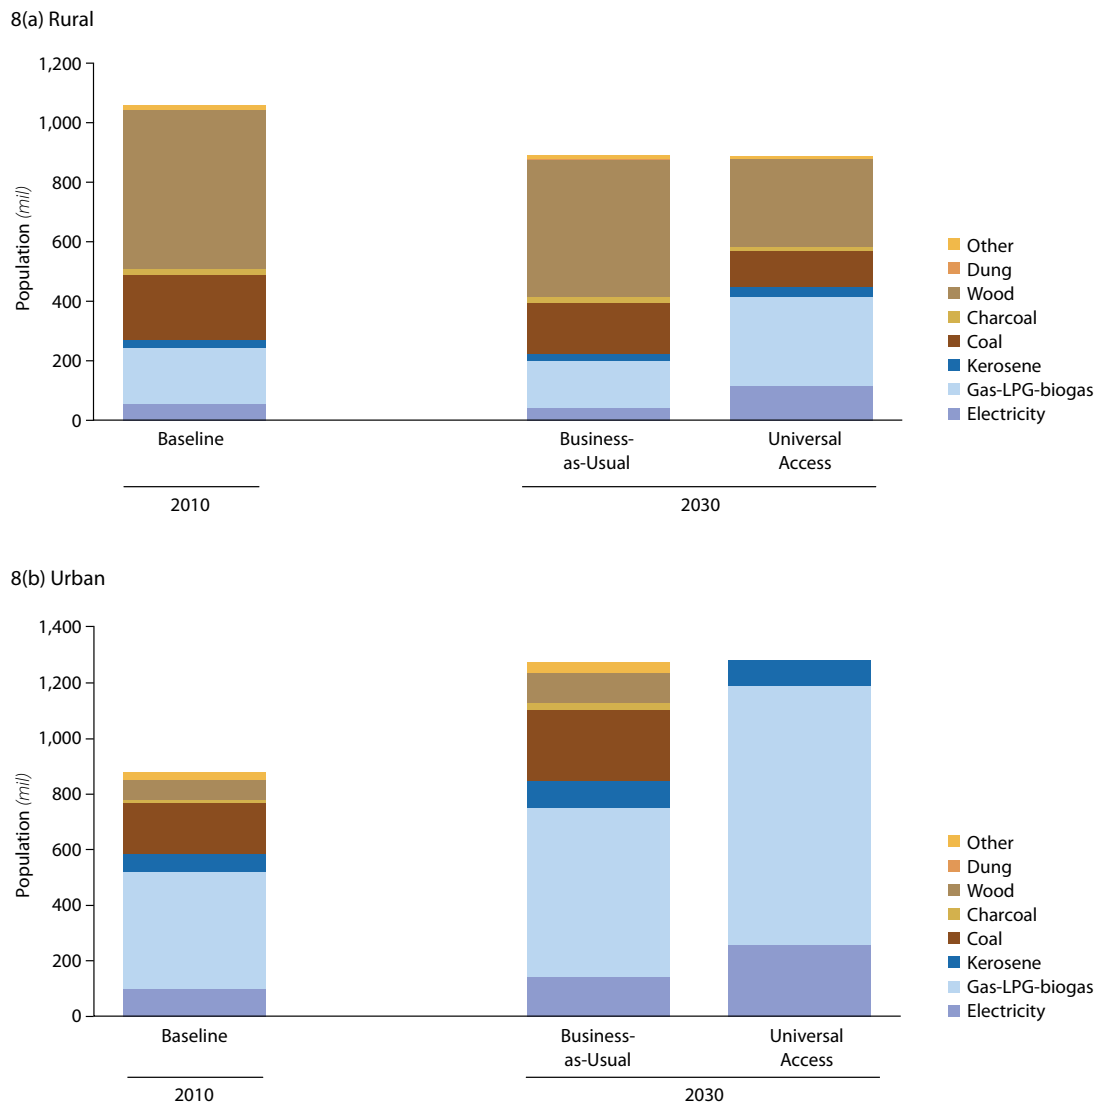 8(a) Rural
1,200
1,000
800
600
400
200
0
Population (mil)
Baseline
Business-
as-Usual
Universal
Access
2010
2030
Other
Dung
Wood
Charcoal
Coal
Kerosene
Gas-LPG-biogas
Electricity
8(b) Urban
1,400
1,200
1,000
800
600
400
200
0
Population (mil)
Baseline
Business-
as-Usual
Universal
Access
2010
2030
Other
Dung
Wood
Charcoal
Coal
Kerosene
Gas-LPG-biogas
Electricity